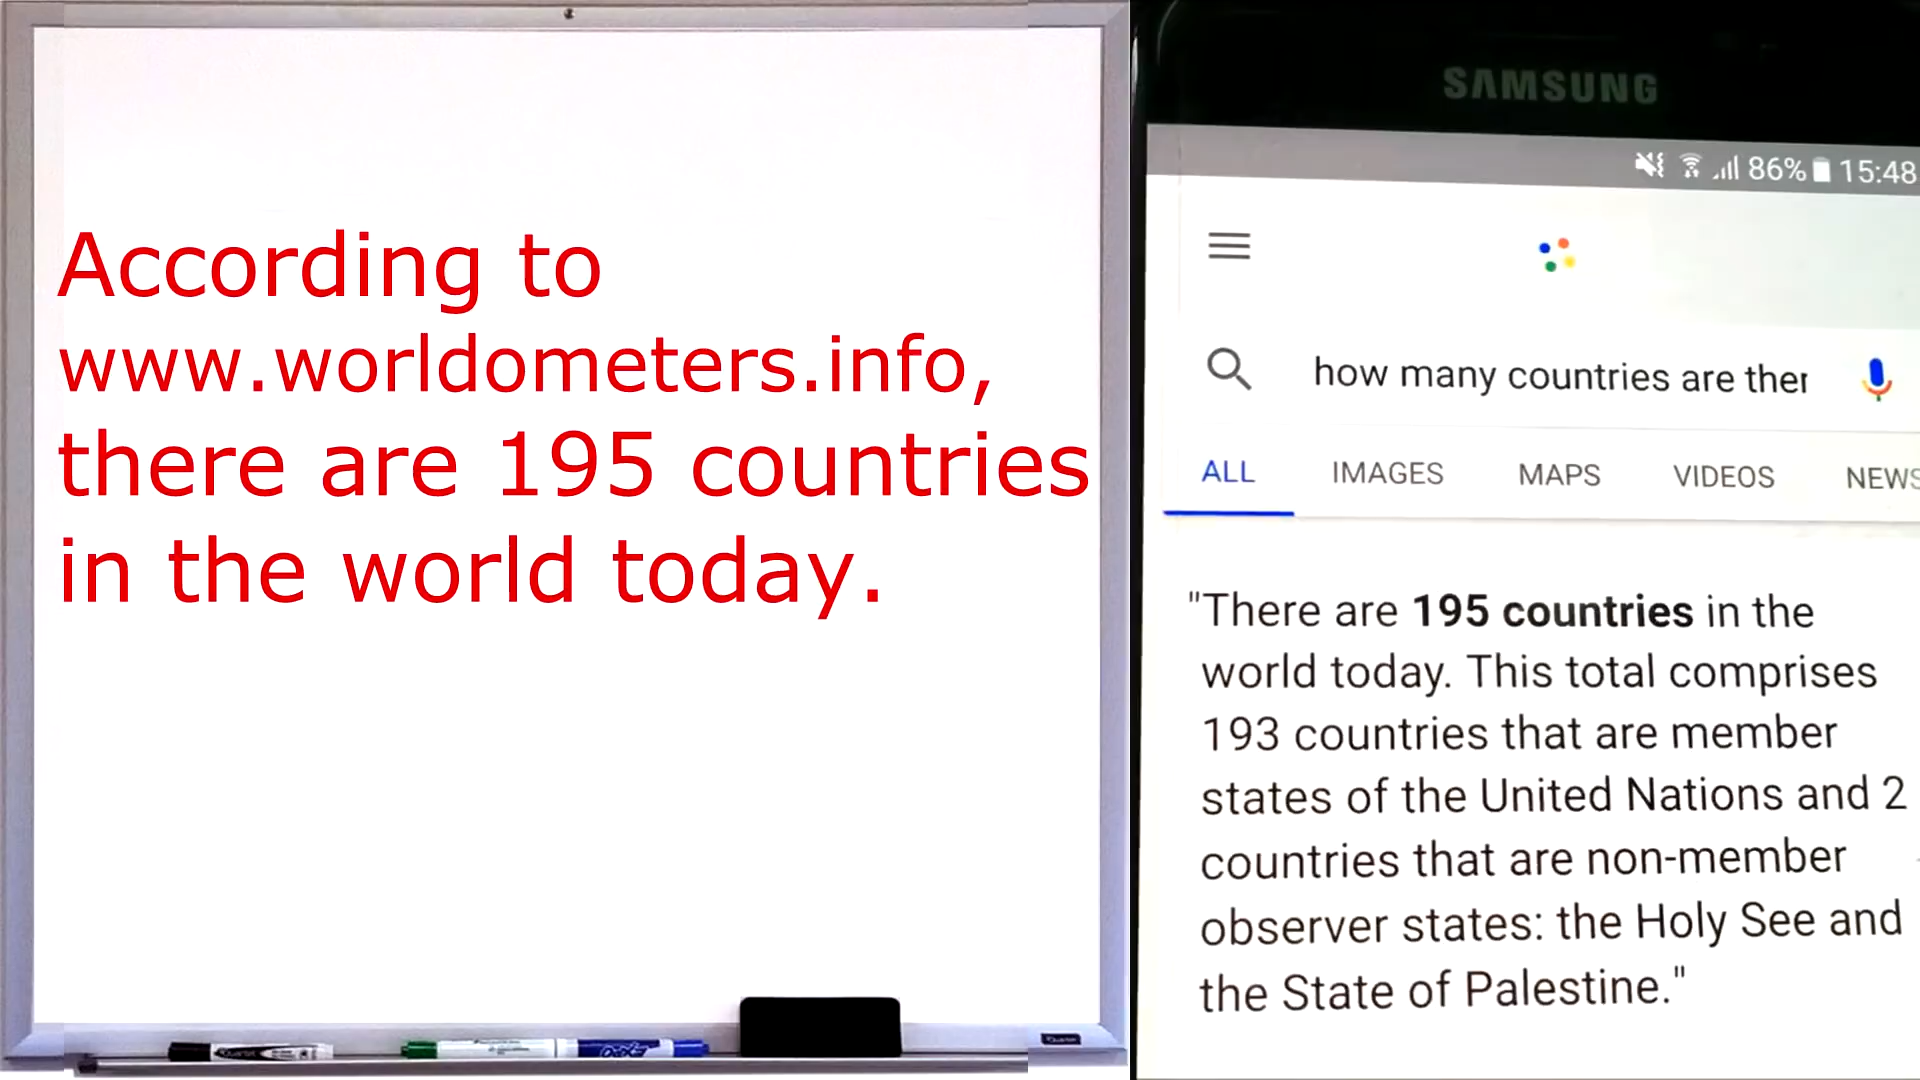 According to
www.worldometers.info,
there are 195 countries
in the world today.
SAMSUNG
86% 15:48
how many countries are ther
ALL IMAGES MAPS VIDEOS NEWS
"There are 195 countries in the
world today. This total comprises
193 countries that are member
states of the United Nations and 2
countries that are non-member
observer states: the Holy See and
the State of Palestine."
Quartet